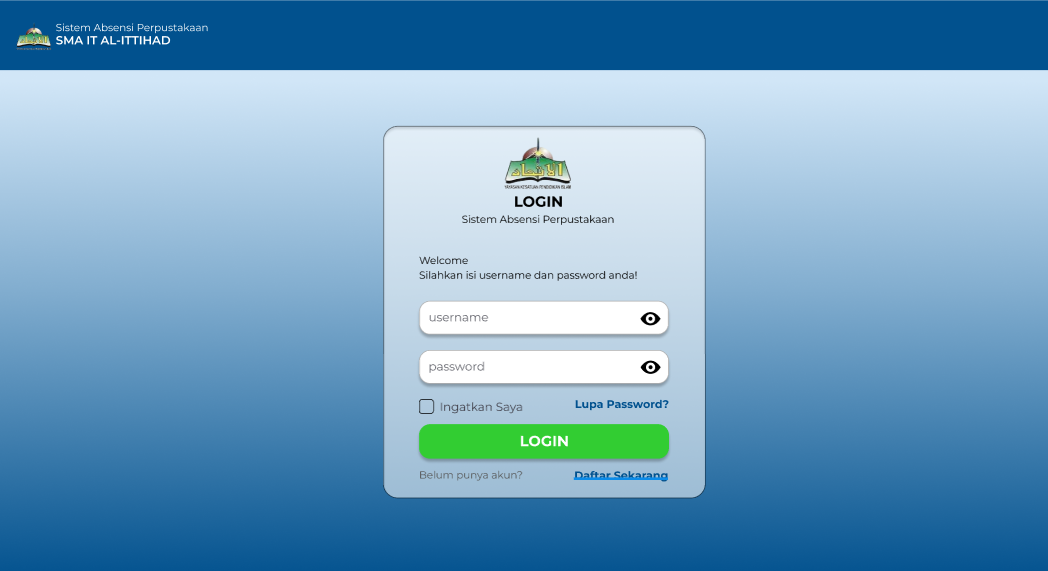 Sistem Absensi Perpustakaan
SMA IT AL-ITTIHAD
الاتحاد
YAYASAN KESATUAN PENDIDIKAN ISLAM
LOGIN
Sistem Absensi Perpustakaan
Welcome
Silahkan isi username dan password anda!
username
password
Ingatkan Saya Lupa Password?
LOGIN
Belum punya akun? Daftar Sekarang